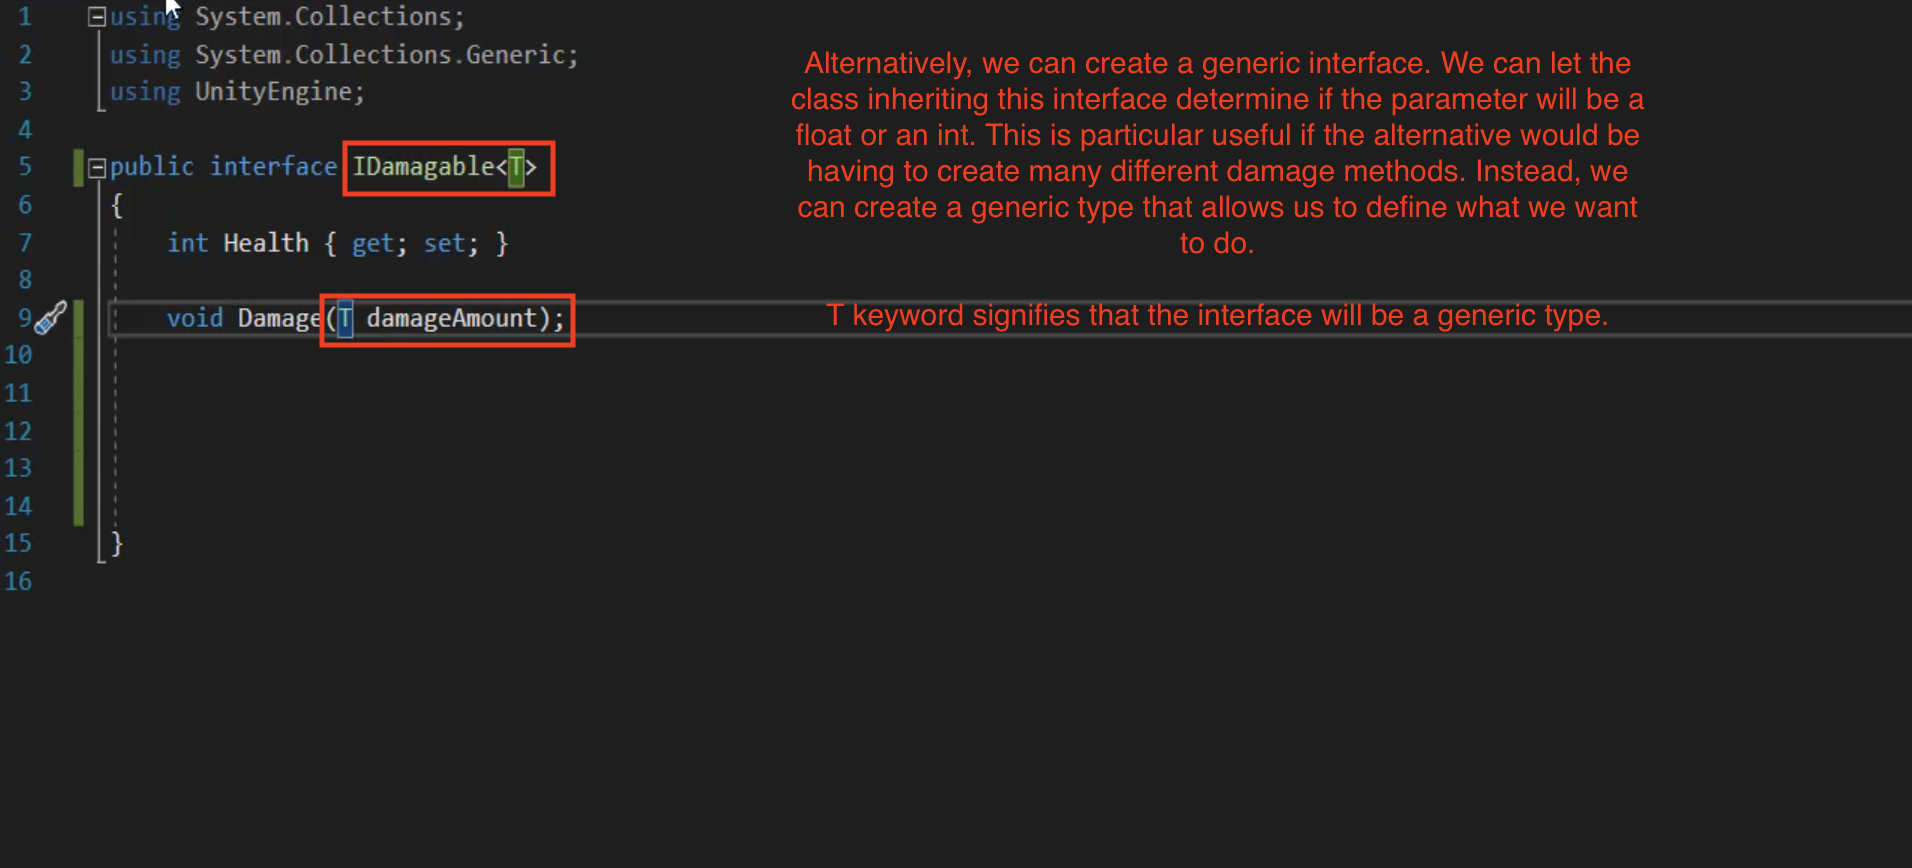 1 using System.Collections;
2 using System.Collections.Generic;
3 using UnityEngine;
4
5 public interface IDamagable<T>
6 {
7 int Health { get; set; }
8
9 void Damage(T damageAmount);
10
11
12
13
14
15 }
16
Alternatively, we can create a generic interface. We can let the
class inheriting this interface determine if the parameter will be a
float or an int. This is particular useful if the alternative would be
having to create many different damage methods. Instead, we
can create a generic type that allows us to define what we want
to do.
T keyword signifies that the interface will be a generic type.